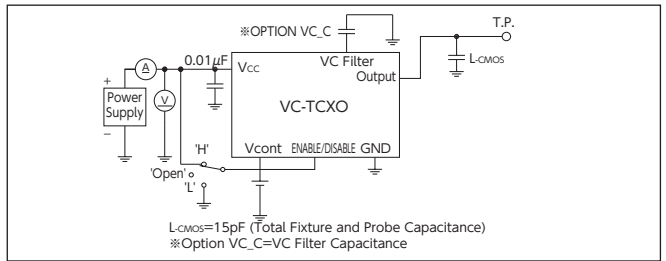 ※OPTION VC_C
T.P.
0.01μF
VCC
VC Filter
Output
L-CMOS
A
+
Power
Supply
−
V
VC-TCXO
'H'
'Open'
'L'
Vcont
ENABLE/DISABLE
GND
L-CMOS=15pF (Total Fixture and Probe Capacitance)
※Option VC_C=VC Filter Capacitance